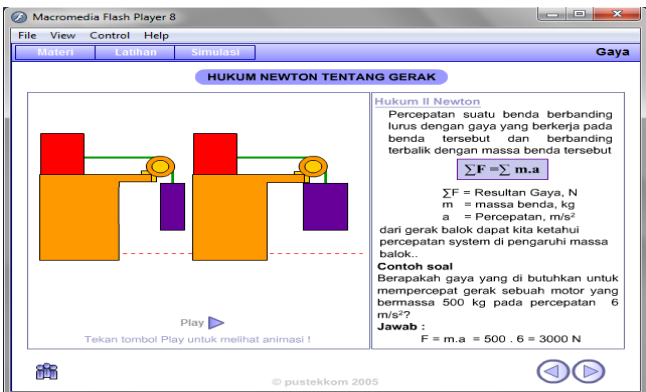 Macromedia Flash Player 8
File View Control Help
Materi Latihan Simulasi Gaya
HUKUM NEWTON TENTANG GERAK
Hukum II Newton
Percepatan suatu benda berbanding
lurus dengan gaya yang berkerja pada
benda tersebut dan berbanding
terbalik dengan massa benda tersebut
∑F =∑ m.a
∑F = Resultan Gaya, N
m = massa benda, kg
a = Percepatan, m/s²
dari gerak balok dapat kita ketahui
percepatan system di pengaruhi massa
balok..
Contoh soal
Berapakah gaya yang di butuhkan untuk
mempercepat gerak sebuah motor yang
bermassa 500 kg pada percepatan 6
m/s²?
Jawab :
F = m.a = 500 . 6 = 3000 N
Play
Tekan tombol Play untuk melihat animasi !
© pustekkom 2005